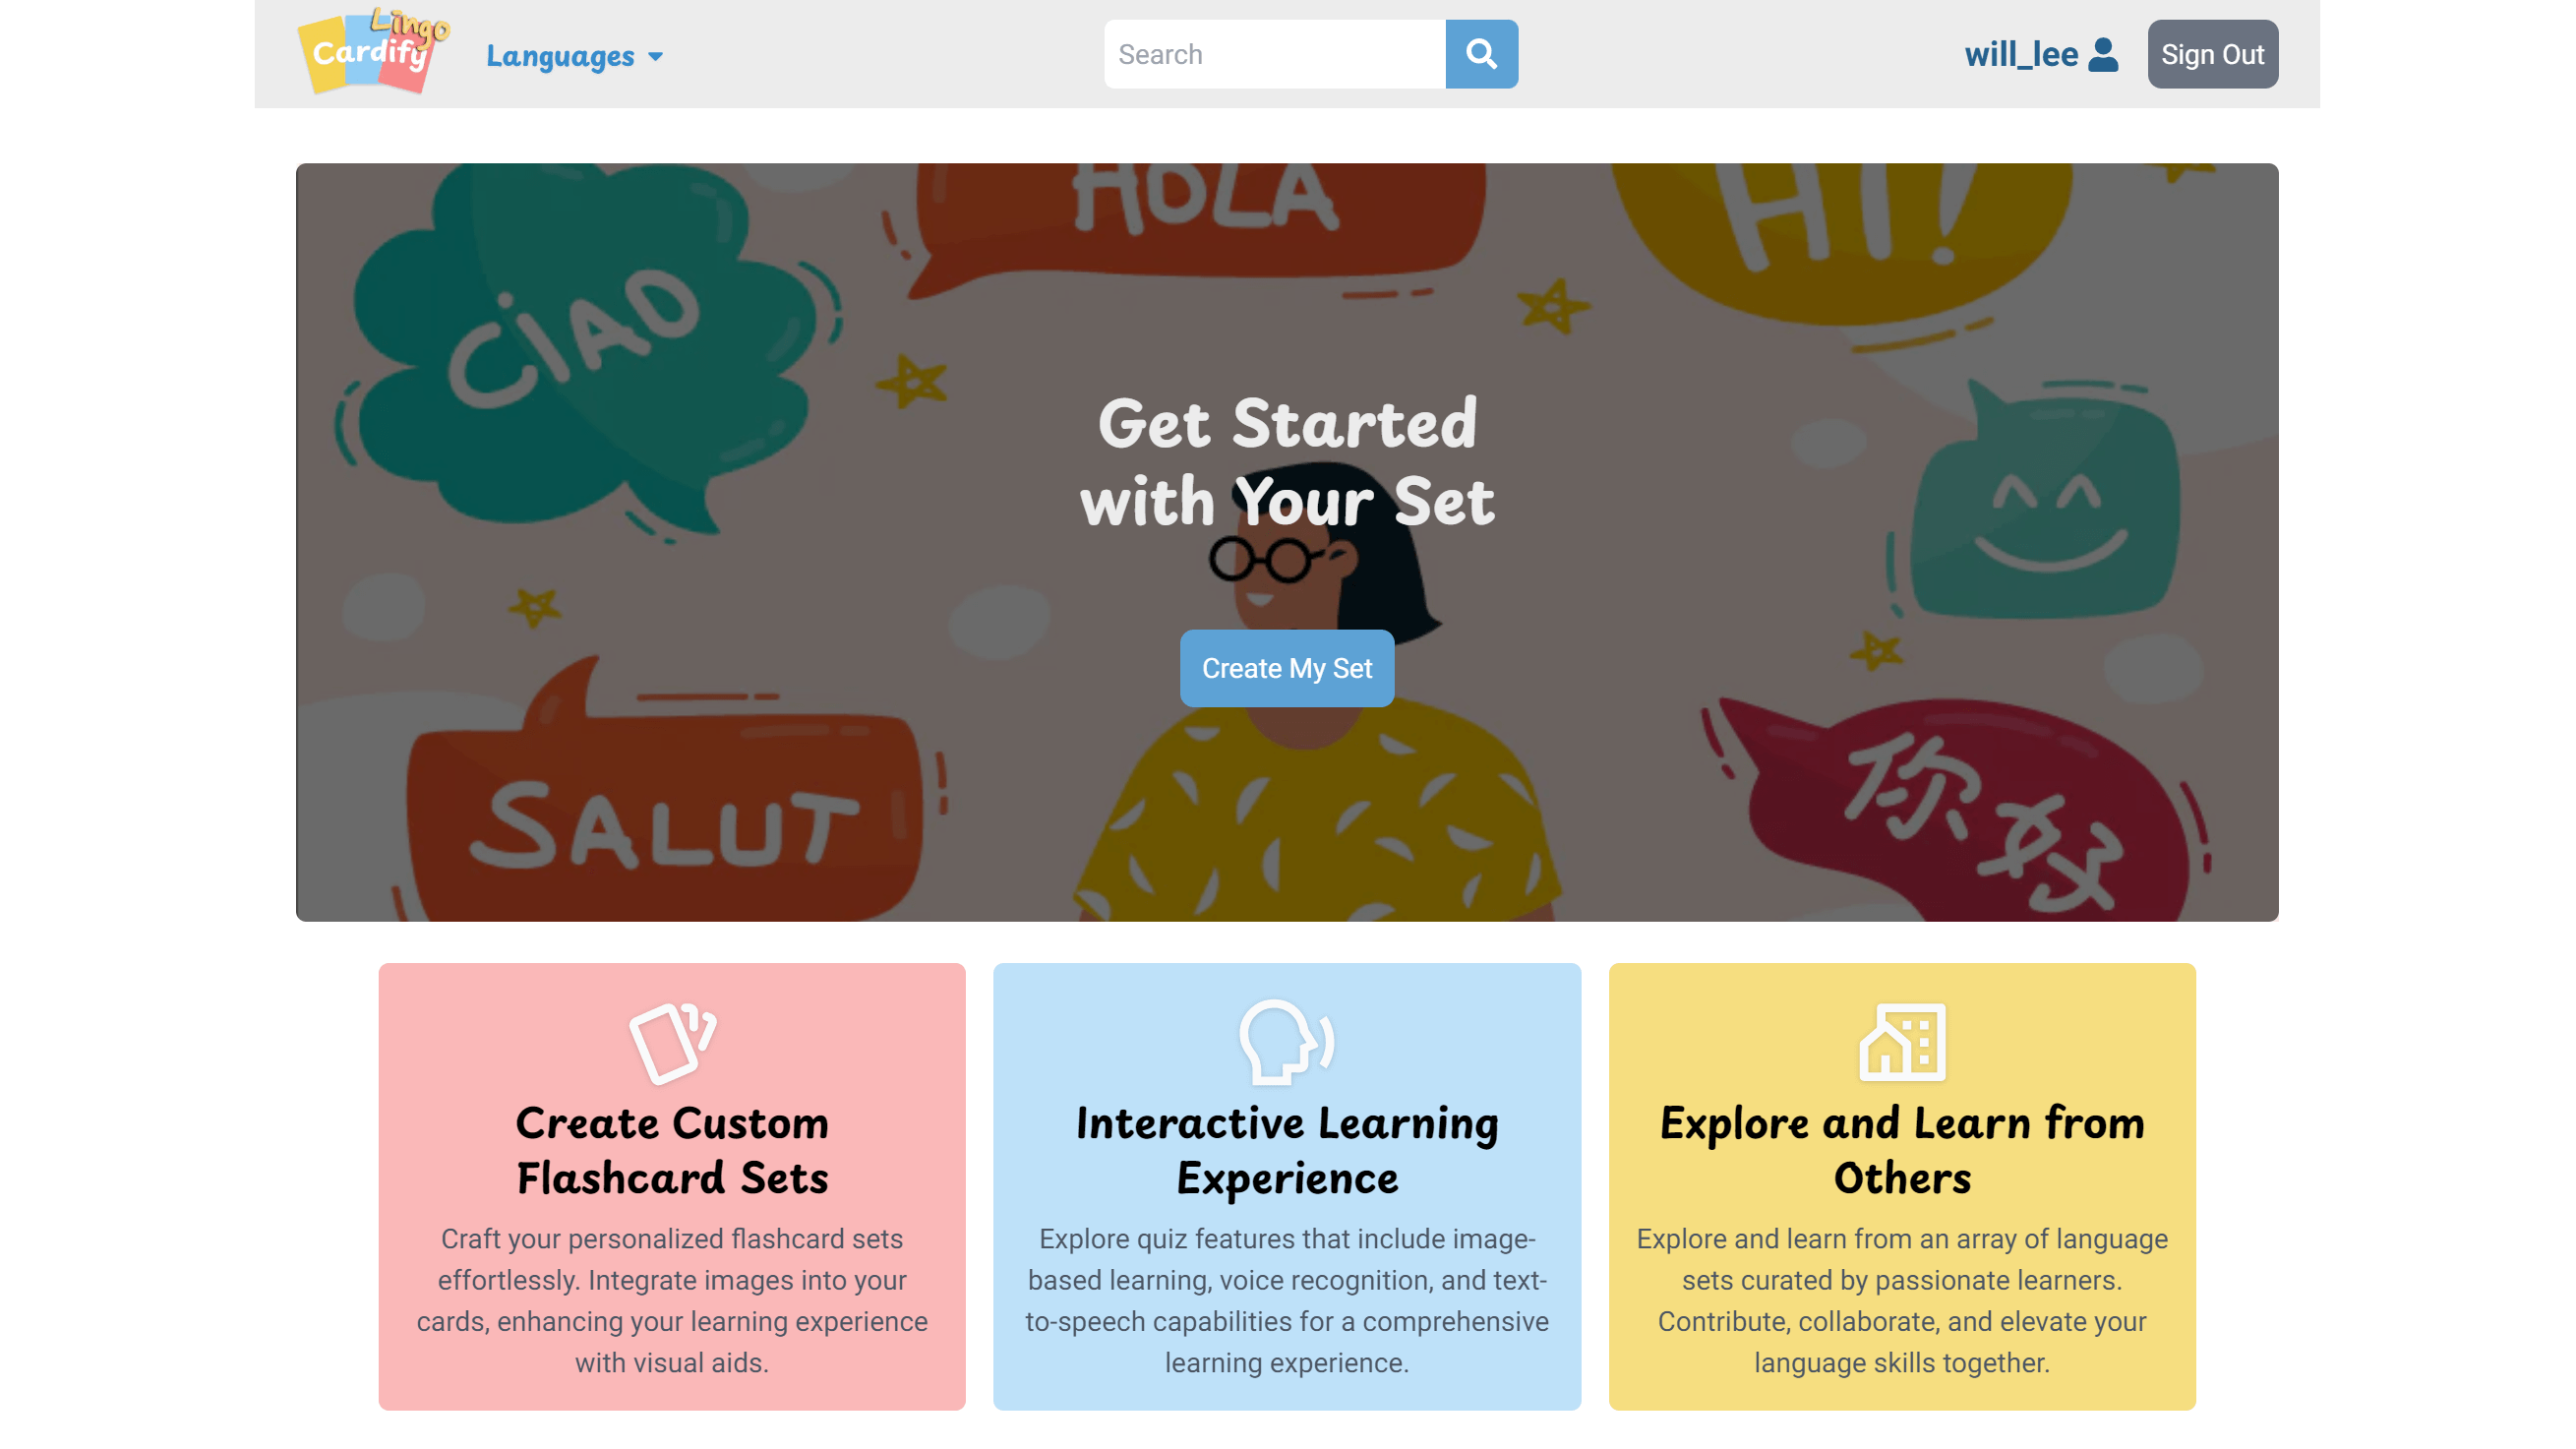 Lingo
Cardify
Languages
Search
will_lee
Sign Out
HOLA
HI!
CIAO
Get Started
with Your Set
Create My Set
SALUT
你好
Create Custom
Flashcard Sets
Craft your personalized flashcard sets
effortlessly. Integrate images into your
cards, enhancing your learning experience
with visual aids.
Interactive Learning
Experience
Explore quiz features that include image-
based learning, voice recognition, and text-
to-speech capabilities for a comprehensive
learning experience.
Explore and Learn from
Others
Explore and learn from an array of language
sets curated by passionate learners.
Contribute, collaborate, and elevate your
language skills together.